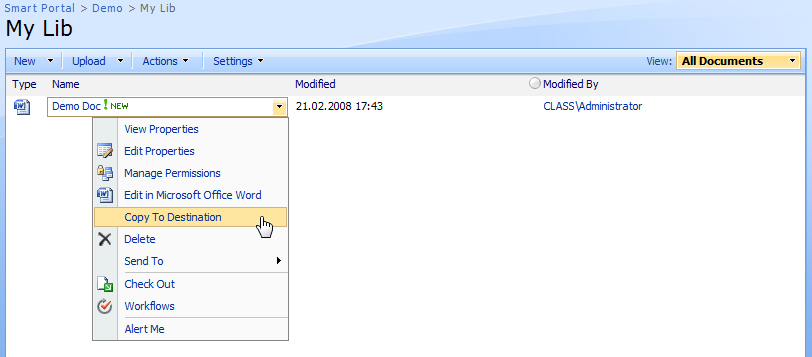 Smart Portal > Demo > My Lib
My Lib
New Upload Actions Settings View: All Documents
Type Name Modified Modified By
Demo Doc ! NEW 21.02.2008 17:43 CLASS\Administrator
View Properties
Edit Properties
Manage Permissions
Edit in Microsoft Office Word
Copy To Destination
Delete
Send To
Check Out
Workflows
Alert Me